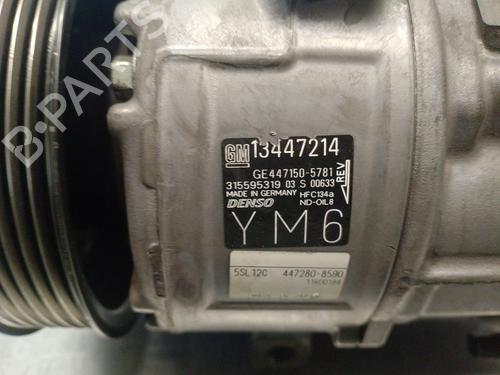 B-PARTS
GM 13447214
GE447150-5781
315595319 03 S 00633
REV
MADE IN GERMANY HFC134a
DENSO ND-OIL8
YM6
5SL12C 447280-8590